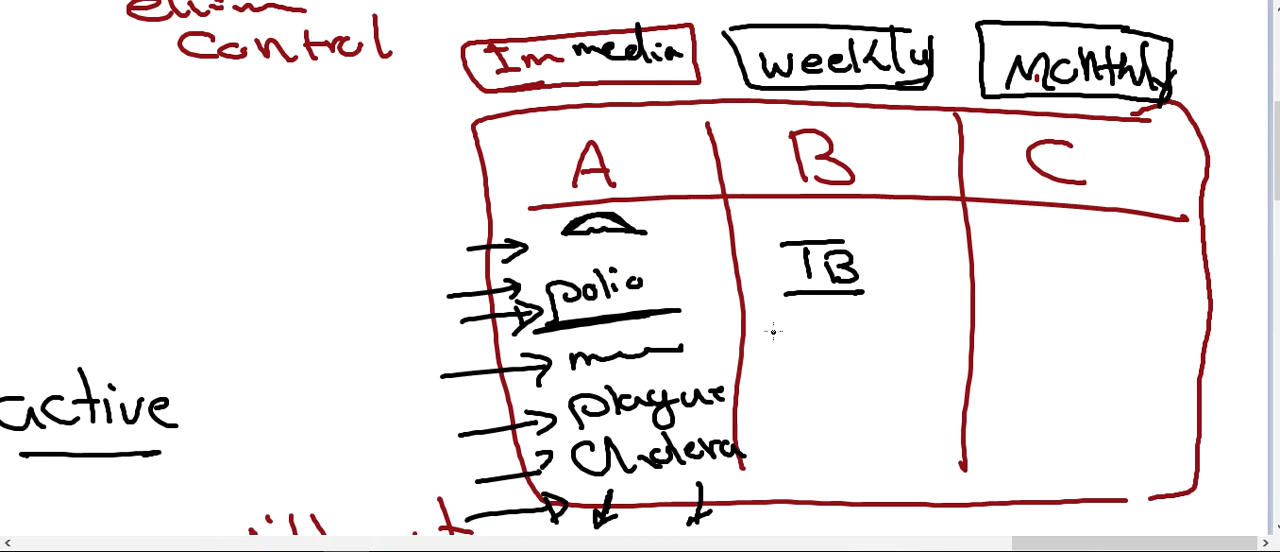 control
Immedia weekly Monthly
A B C
TB
polio
active
plague
Cholera